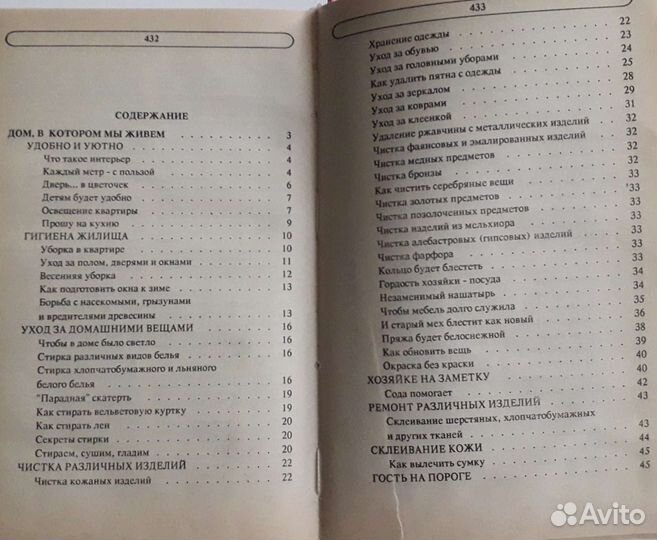 432
СОДЕРЖАНИЕ
ДОМ, В КОТОРОМ МЫ ЖИВЕМ . . . . . . . . . . 3
УДОБНО И УЮТНО . . . . . . . . . . 4
Что такое интерьер . . . . . . . . . . 4
Каждый метр - с пользой . . . . . . . . . . 4
Дверь... в цветочек . . . . . . . . . . 6
Детям будет удобно . . . . . . . . . . 7
Освещение квартиры . . . . . . . . . . 7
Прошу на кухню . . . . . . . . . . 9
ГИГИЕНА ЖИЛИЩА . . . . . . . . . . 10
Уборка в квартире . . . . . . . . . . 10
Уход за полом, дверями и окнами . . . . . . . . 11
Весенняя уборка . . . . . . . . . . 12
Как подготовить окна к зиме . . . . . . . . . . 13
Борьба с насекомыми, грызунами
и вредителями древесины . . . . . . . . . . 13
УХОД ЗА ДОМАШНИМИ ВЕЩАМИ . . . . . . . . 16
Чтобы в доме было светло . . . . . . . . . . 16
Стирка различных видов белья . . . . . . . . 16
Стирка хлопчатобумажного и льняного
белого белья . . . . . . . . . . 16
"Парадная" скатерть . . . . . . . . . . 19
Как стирать вельветовую куртку . . . . . . . . 19
Как стирать лен . . . . . . . . . . 20
Секреты стирки . . . . . . . . . . 20
Стираем, сушим, гладим . . . . . . . . . . 20
ЧИСТКА РАЗЛИЧНЫХ ИЗДЕЛИЙ . . . . . . . . 22
Чистка кожаных изделий . . . . . . . . . . 22
433
Хранение одежды . . . . . . . . . . 22
Уход за обувью . . . . . . . . . . 23
Уход за головными уборами . . . . . . . . . . 24
Как удалить пятна с одежды . . . . . . . . . . 25
Уход за зеркалом . . . . . . . . . . 28
Уход за коврами . . . . . . . . . . 29
Уход за клеенкой . . . . . . . . . . 31
Удаление ржавчины с металлических изделий . . 32
Чистка фаянсовых и эмалированных изделий . . 32
Чистка медных предметов . . . . . . . . . . 32
Чистка бронзы . . . . . . . . . . 32
Как чистить серебряные вещи . . . . . . . . . . 32
Чистка золотых предметов . . . . . . . . . . '33
Чистка позолоченных предметов . . . . . . . . 33
Чистка изделий из мельхиора . . . . . . . . . . 33
Чистка алебастровых (гипсовых) изделий . . . . 33
Чистка фарфора . . . . . . . . . . 33
Кольцо будет блестеть . . . . . . . . . . 33
Гордость хозяйки - посуда . . . . . . . . . . 34
Незаменимый нашатырь . . . . . . . . . . 34
Чтобы мебель долго служила . . . . . . . . . . 35
И старый мех блестит как новый . . . . . . . . 36
Пряжа будет белоснежной . . . . . . . . . . 38
Как обновить вещь . . . . . . . . . . 39
Окраска без краски . . . . . . . . . . 40
ХОЗЯЙКЕ НА ЗАМЕТКУ . . . . . . . . . . 40
Сода помогает . . . . . . . . . . 42
РЕМОНТ РАЗЛИЧНЫХ ИЗДЕЛИЙ . . . . . . . . 43
Склеивание шерстяных, хлопчатобумажных
и других тканей . . . . . . . . . . 43
СКЛЕИВАНИЕ КОЖИ . . . . . . . . . . 44
Как вылечить сумку . . . . . . . . . . 45
ГОСТЬ НА ПОРОГЕ . . . . . . . . . . 45
Avito